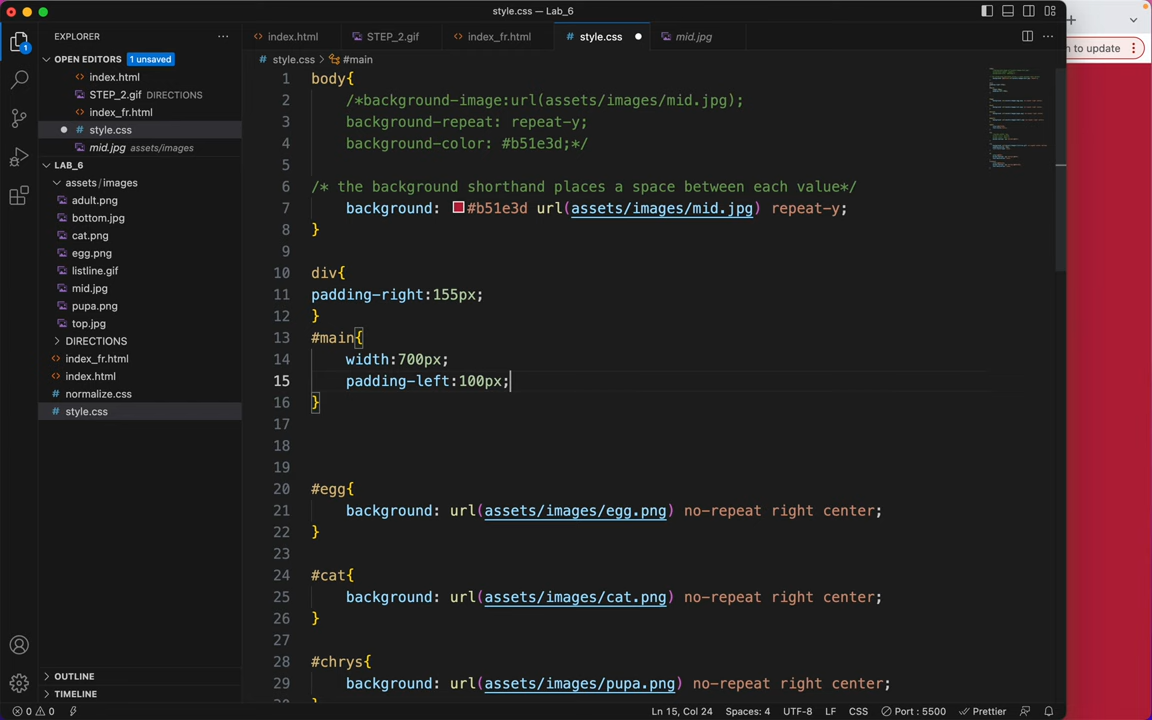 style.css — Lab_6
EXPLORER
index.html STEP_2.gif index_fr.html # style.css mid.jpg
n to update
OPEN EDITORS 1 unsaved
# style.css > #main
index.html
STEP_2.gif DIRECTIONS
index_fr.html
# style.css
mid.jpg assets/images
LAB_6
assets/images
adult.png
bottom.jpg
cat.png
egg.png
listline.gif
mid.jpg
pupa.png
top.jpg
DIRECTIONS
index_fr.html
index.html
# normalize.css
# style.css
OUTLINE
TIMELINE
1 body{
2 /*background-image:url(assets/images/mid.jpg);
3 background-repeat: repeat-y;
4 background-color: #b51e3d;*/
5
6 /* the background shorthand places a space between each value*/
7 background: #b51e3d url(assets/images/mid.jpg) repeat-y;
8 }
9
10 div{
11 padding-right:155px;
12 }
13 #main{
14 width:700px;
15 padding-left:100px;
16 }
17
18
19
20 #egg{
21 background: url(assets/images/egg.png) no-repeat right center;
22 }
23
24 #cat{
25 background: url(assets/images/cat.png) no-repeat right center;
26 }
27
28 #chrys{
29 background: url(assets/images/pupa.png) no-repeat right center;
0 0 Ln 15, Col 24 Spaces: 4 UTF-8 LF CSS Port : 5500 Prettier